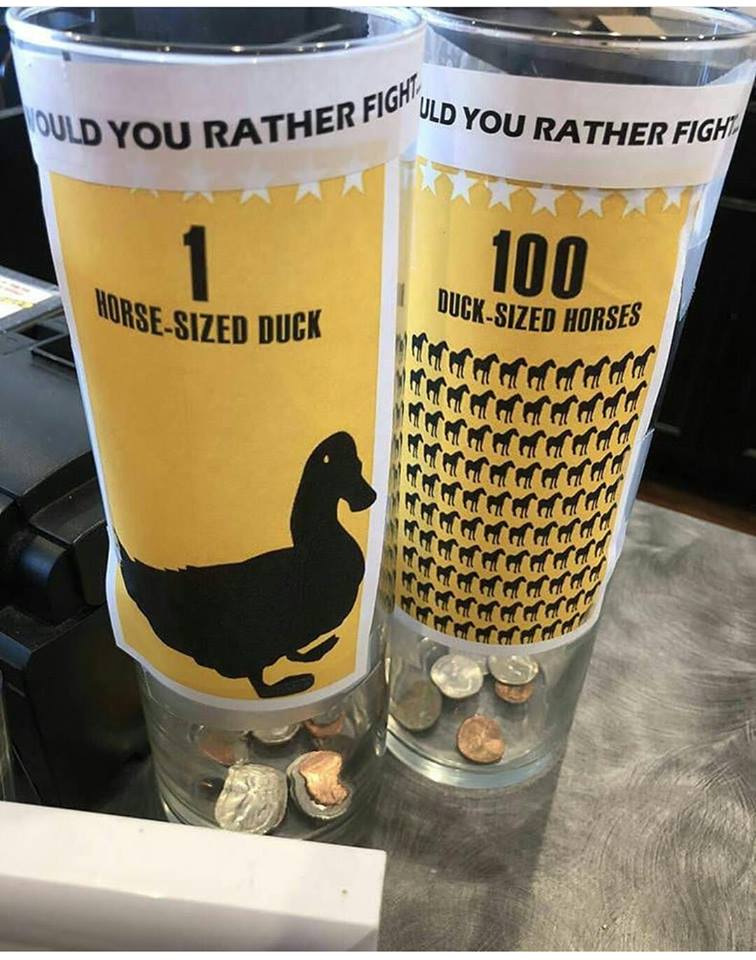 OULD YOU RATHER FIGHT...
1
HORSE-SIZED DUCK
ULD YOU RATHER FIGHT...
100
DUCK-SIZED HORSES